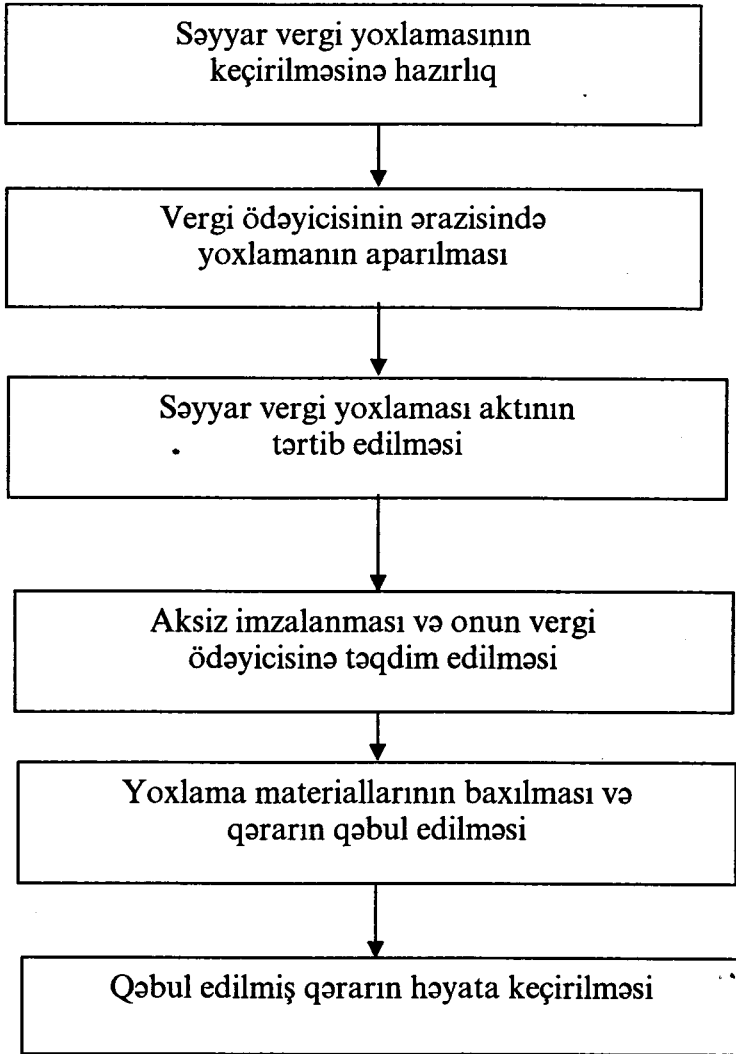 Səyyar vergi yoxlamasının
keçirilməsinə hazırlıq
Vergi ödəyicisinin ərazisində
yoxlamanın aparılması
Səyyar vergi yoxlaması aktının
tərtib edilməsi
Aksiz imzalanması və onun vergi
ödəyicisinə təqdim edilməsi
Yoxlama materiallarının baxılması və
qərarın qəbul edilməsi
Qəbul edilmiş qərarın həyata keçirilməsi